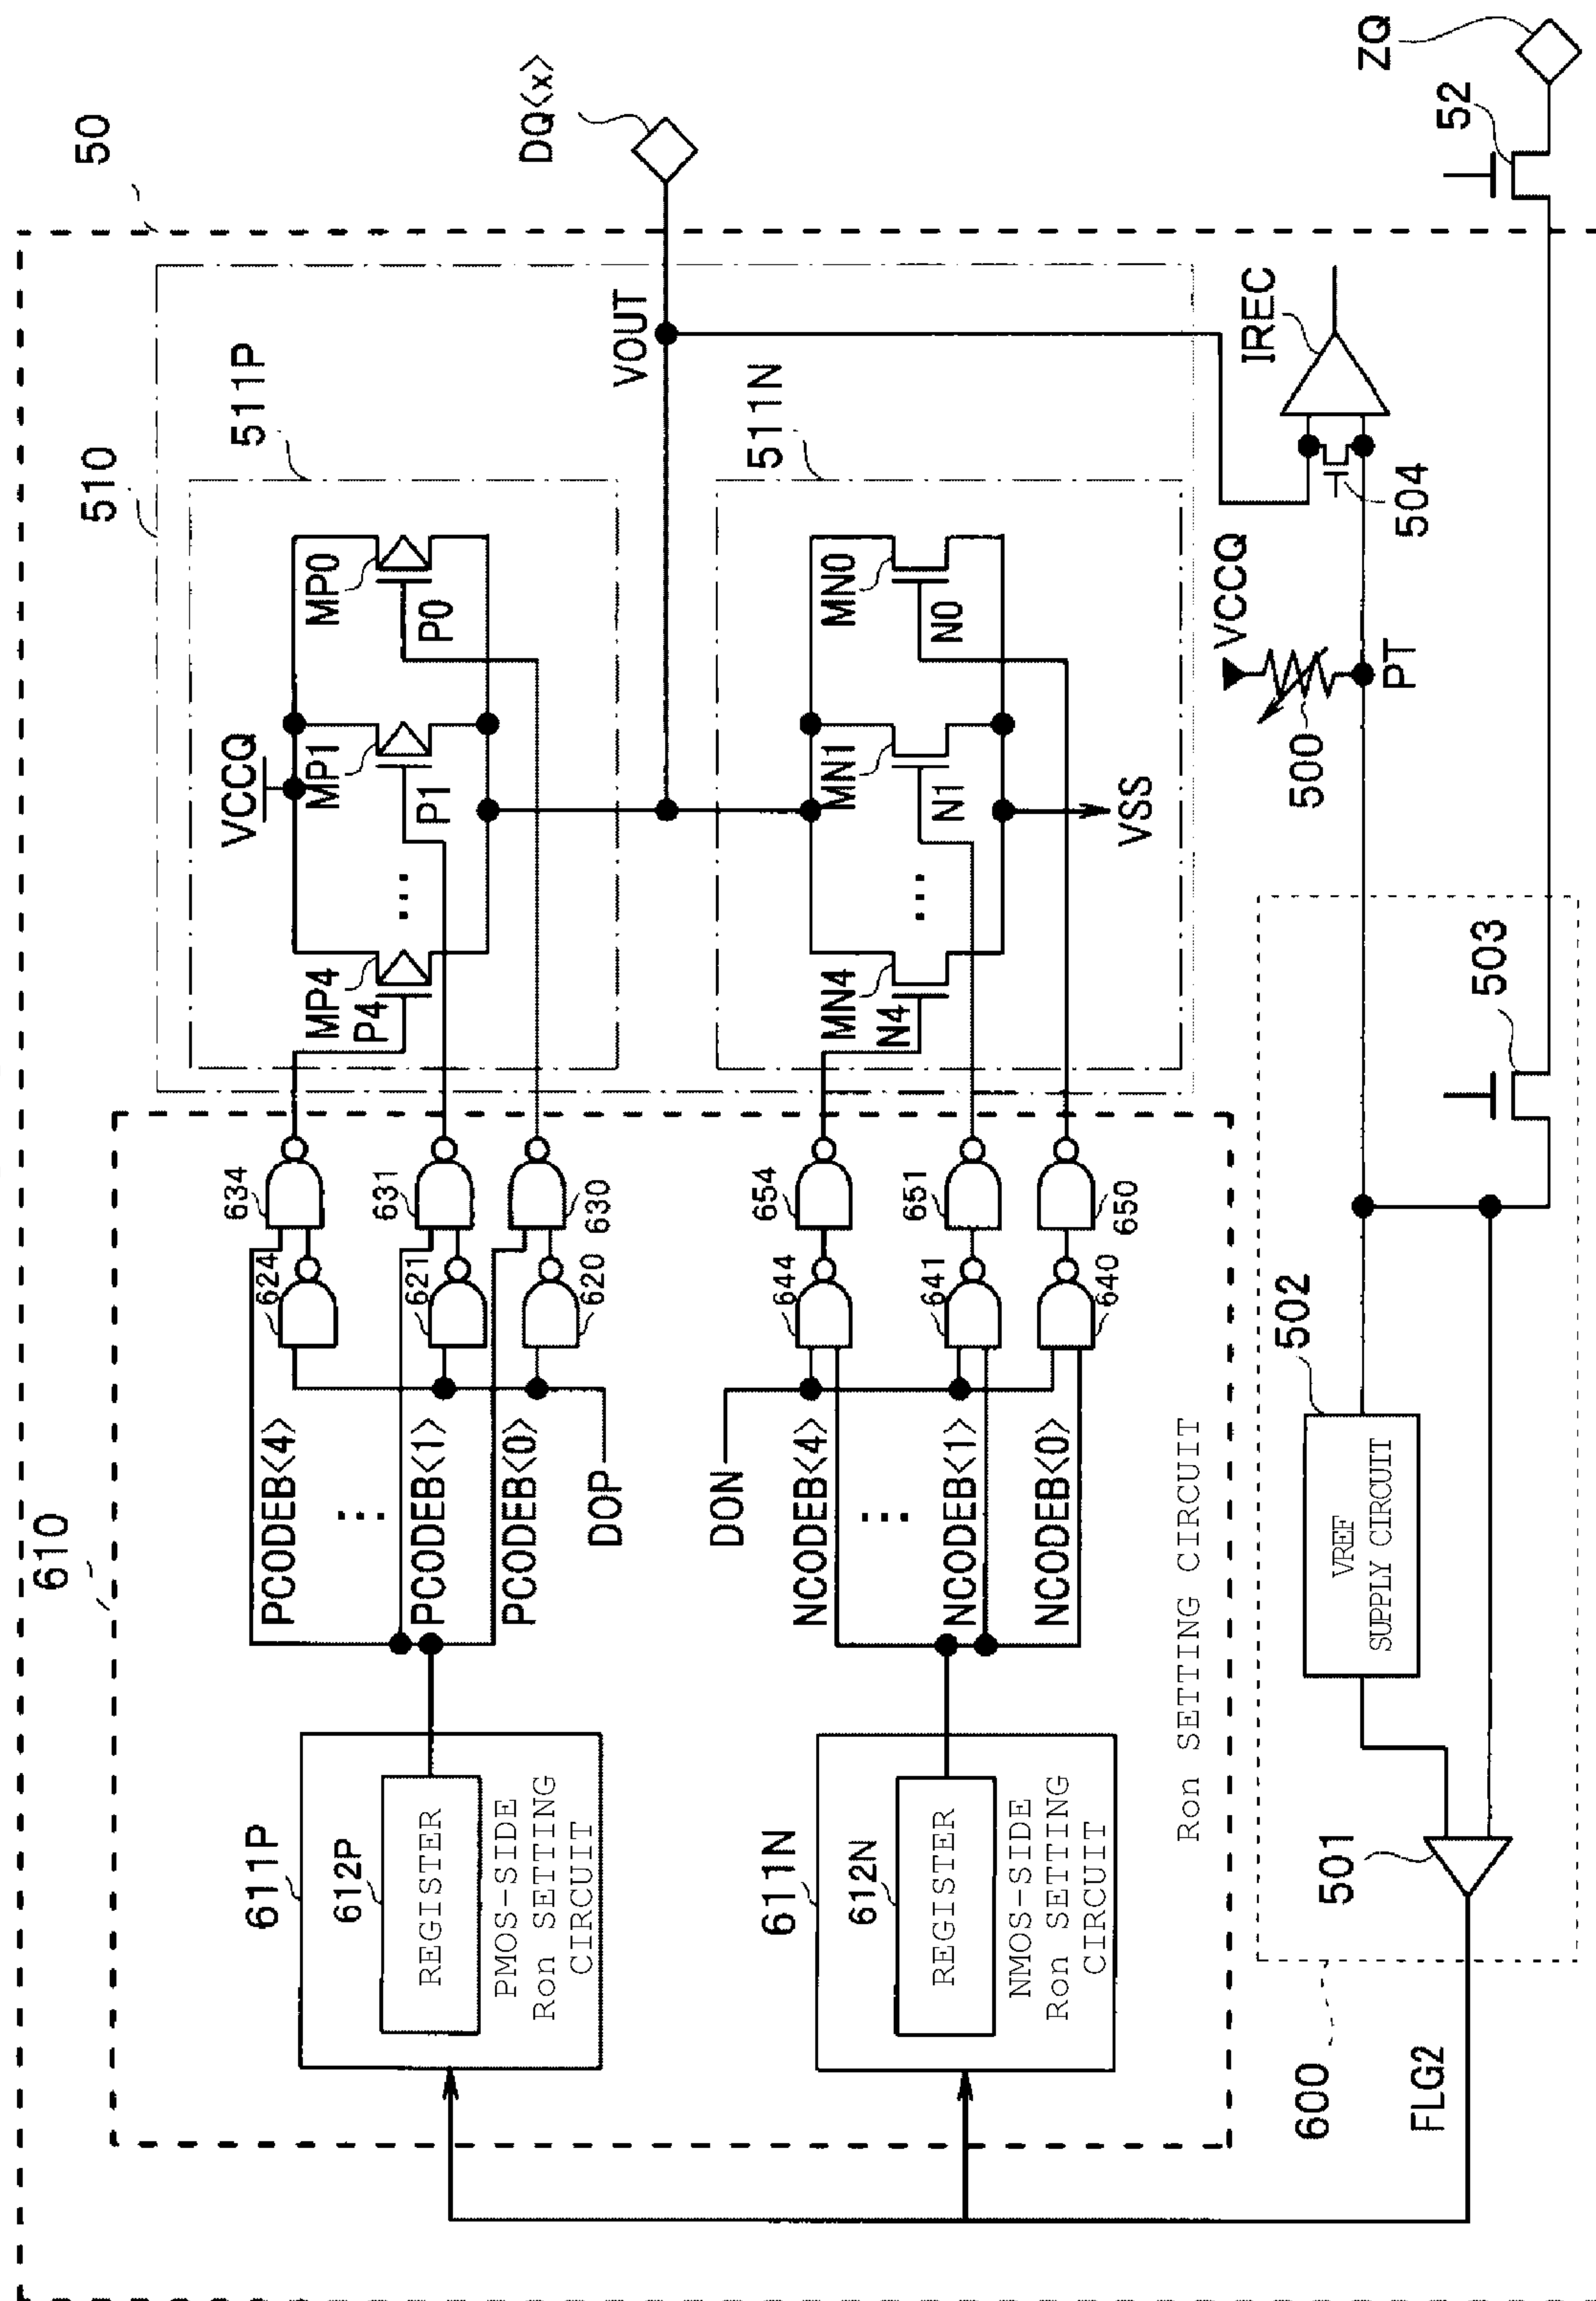 50
610
510
511P
VCCQ
MP4
P4
MP1
P1
MP0
P0
...
634
624
631
621
630
620
PCODEB<4>
⋮
PCODEB<1>
PCODEB<0>
DOP
611P
612P
REGISTER
PMOS-SIDE
Ron SETTING
CIRCUIT
VOUT
DQ<x>
511N
MN4
N4
MN1
N1
MN0
N0
...
VSS
654
644
651
641
650
640
DON
NCODEB<4>
⋮
NCODEB<1>
NCODEB<0>
611N
612N
REGISTER
NMOS-SIDE
Ron SETTING
CIRCUIT
Ron SETTING CIRCUIT
IREC
504
VCCQ
500
PT
502
VREF
SUPPLY CIRCUIT
501
503
600
FLG2
52
ZQ